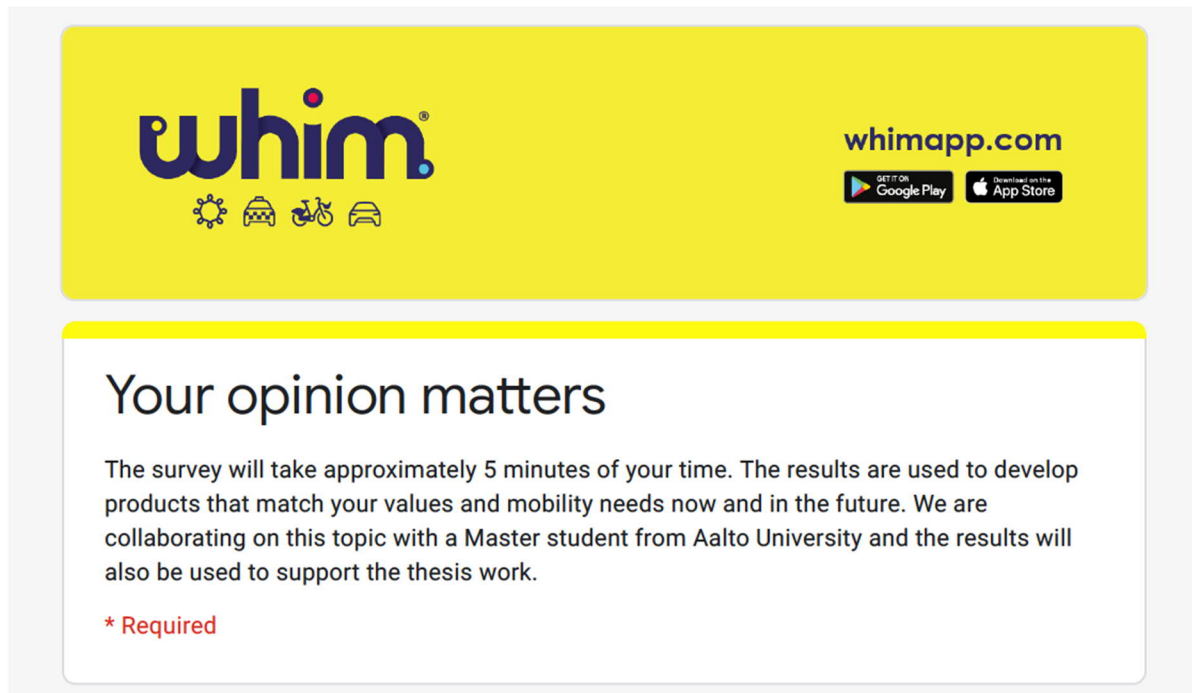 whim®
whimapp.com
GET IT ON
Google Play
Download on the
App Store
Your opinion matters
The survey will take approximately 5 minutes of your time. The results are used to develop
products that match your values and mobility needs now and in the future. We are
collaborating on this topic with a Master student from Aalto University and the results will
also be used to support the thesis work.
* Required